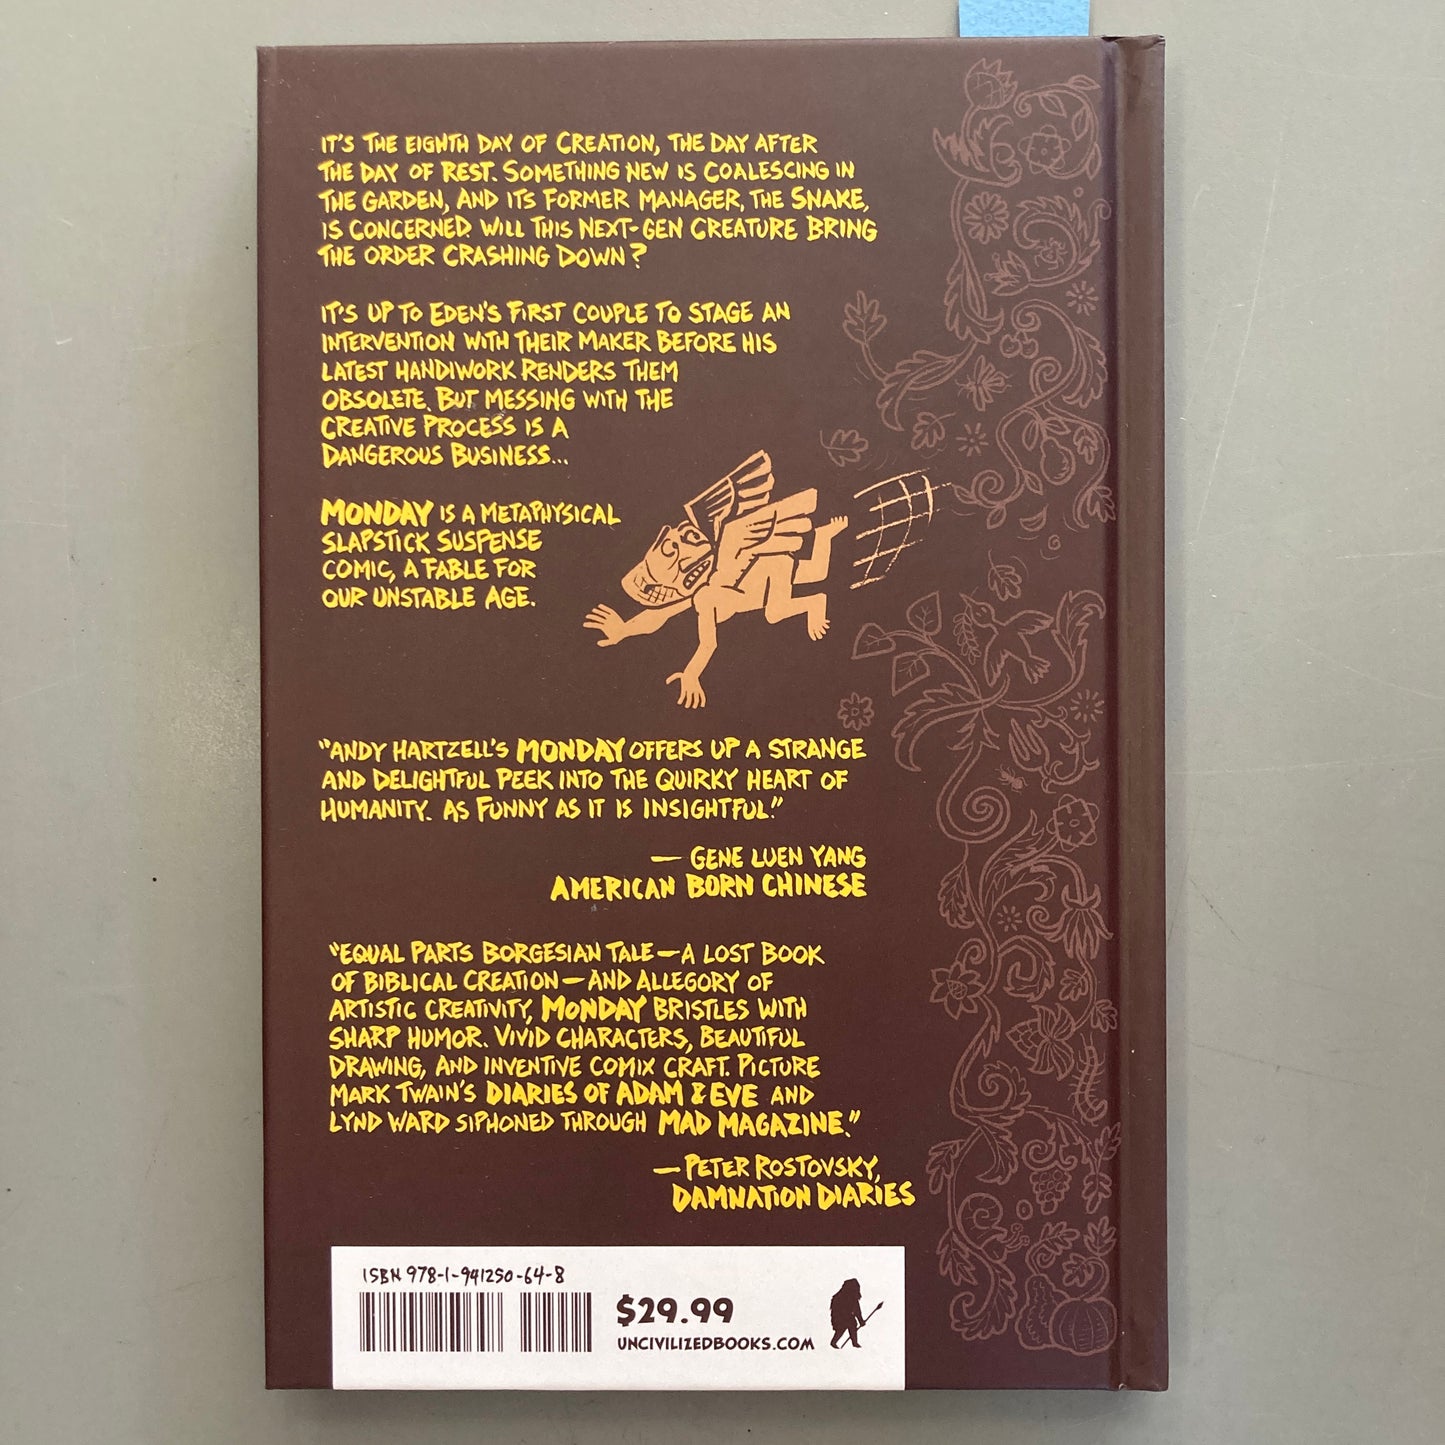 IT'S THE EIGHTH DAY OF CREATION, THE DAY AFTER
THE DAY OF REST. SOMETHING NEW IS COALESCING IN
THE GARDEN, AND ITS FORMER MANAGER, THE SNAKE,
IS CONCERNED WILL THIS NEXT-GEN CREATURE BRING
THE ORDER CRASHING DOWN?
IT'S UP TO EDEN'S FIRST COUPLE TO STAGE AN
INTERVENTION WITH THEIR MAKER BEFORE HIS
LATEST HANDIWORK RENDERS THEM
OBSOLETE. BUT MESSING WITH THE
CREATIVE PROCESS IS A
DANGEROUS BUSINESS...
MONDAY IS A METAPHYSICAL
SLAPSTICK SUSPENSE
COMIC, A FABLE FOR
OUR UNSTABLE AGE.
"ANDY HARTZELL'S MONDAY OFFERS UP A STRANGE
AND DELIGHTFUL PEEK INTO THE QUIRKY HEART OF
HUMANITY. AS FUNNY AS IT IS INSIGHTFUL."
— GENE LUEN YANG
AMERICAN BORN CHINESE
"EQUAL PARTS BORGESIAN TALE—A LOST BOOK
OF BIBLICAL CREATION—AND ALLEGORY OF
ARTISTIC CREATIVITY, MONDAY BRISTLES WITH
SHARP HUMOR. VIVID CHARACTERS, BEAUTIFUL
DRAWING, AND INVENTIVE COMIX CRAFT. PICTURE
MARK TWAIN'S DIARIES OF ADAM & EVE AND
LYND WARD SIPHONED THROUGH MAD MAGAZINE."
— PETER ROSTOVSKY,
DAMNATION DIARIES
ISBN 978-1-941250-64-8
$29.99
UNCIVILIZEDBOOKS.COM